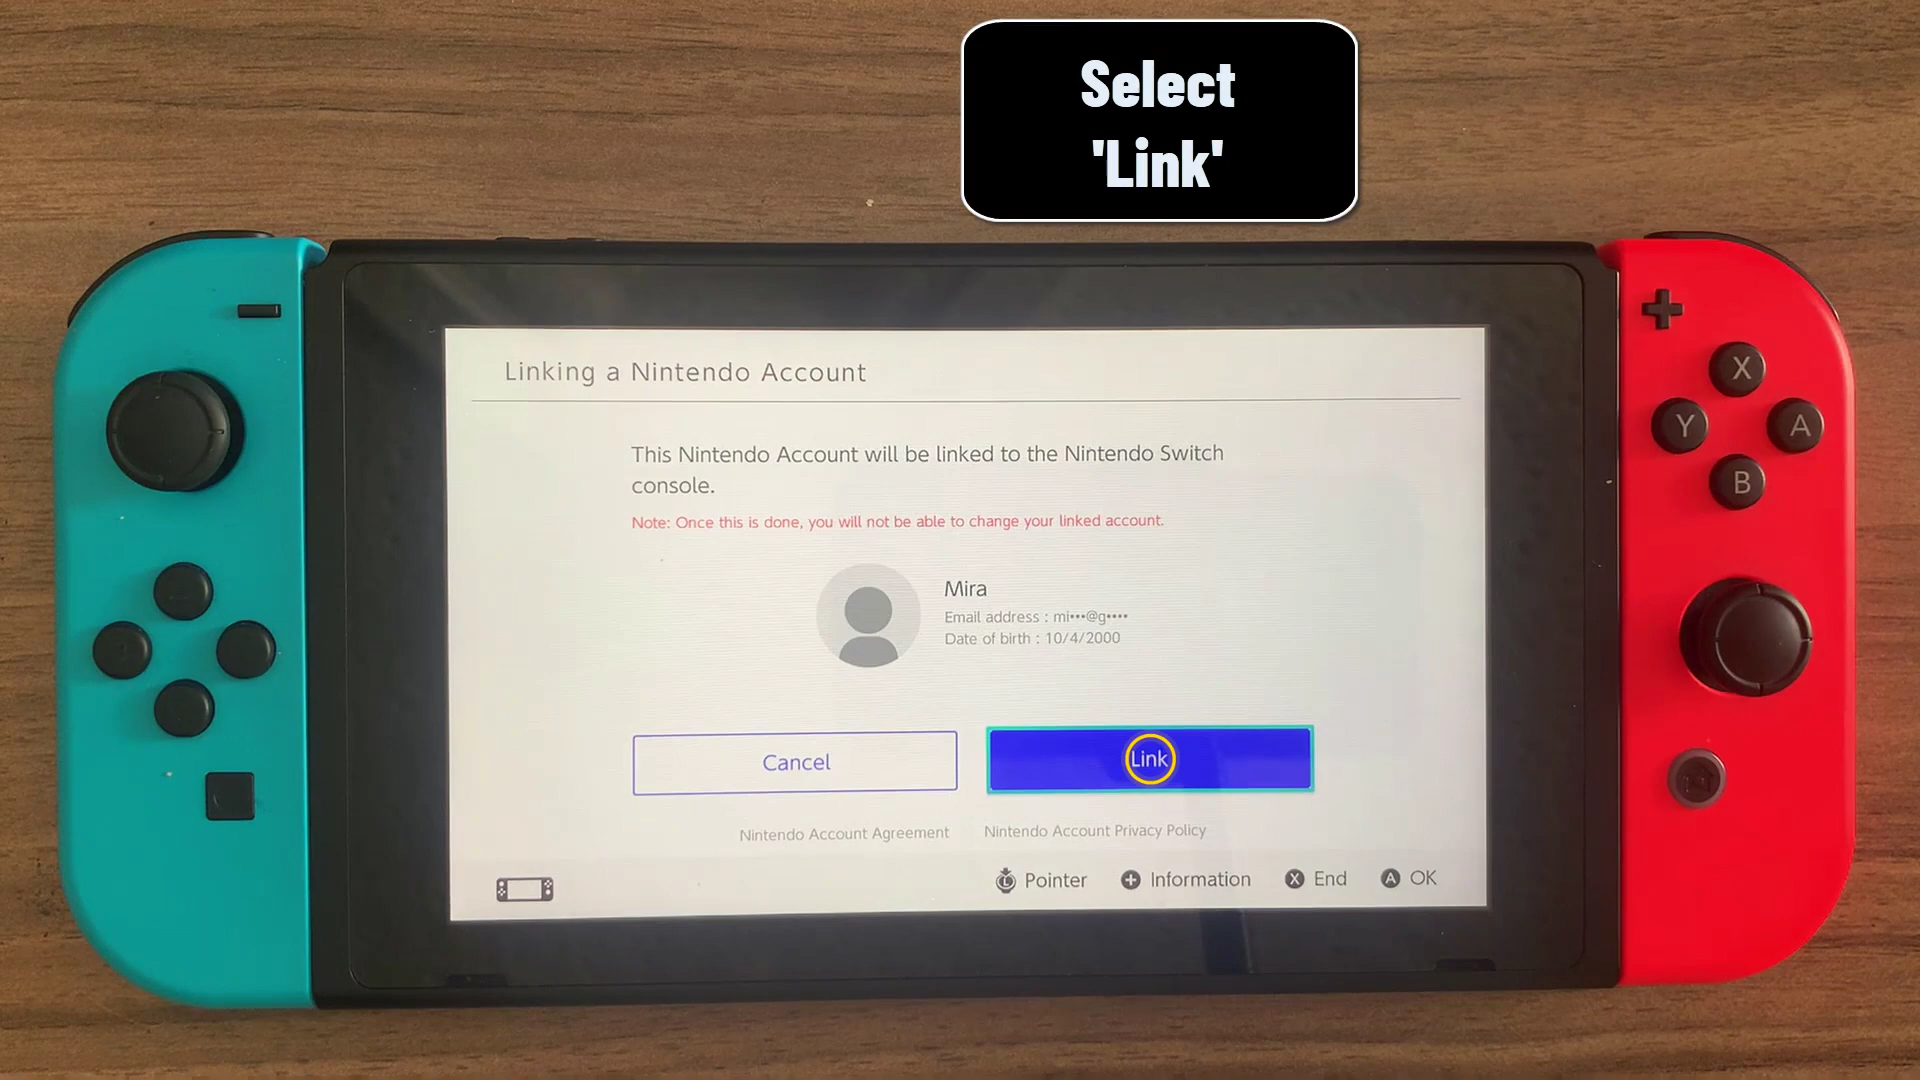 Select
'Link'
Linking a Nintendo Account
This Nintendo Account will be linked to the Nintendo Switch
console.
Note: Once this is done, you will not be able to change your linked account.
Mira
Email address : mi•••@g••••
Date of birth : 10/4/2000
Cancel
Link
Nintendo Account Agreement
Nintendo Account Privacy Policy
L Pointer
+ Information
X End
A OK
X
Y
A
B